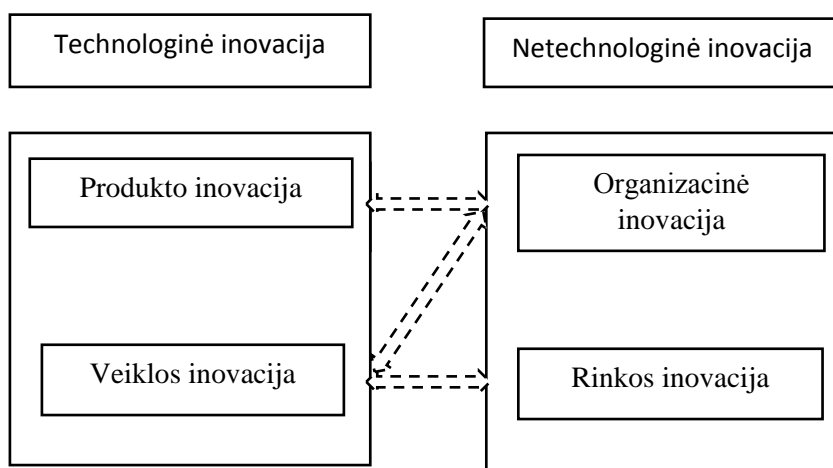 Technologinė inovacija
Netechnologinė inovacija
Produkto inovacija
Organizacinė
inovacija
Veiklos inovacija
Rinkos inovacija